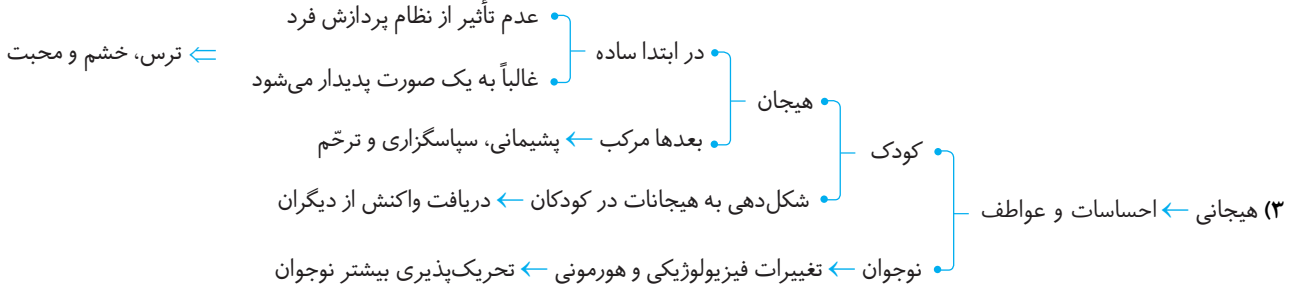 عدم تأثیر از نظام پردازش فرد
در ابتدا ساده
غالباً به یک صورت پدیدار می‌شود
⇐ ترس، خشم و محبت
هیجان
بعدها مرکب ← پشیمانی، سپاسگزاری و ترحّم
کودک
شکل‌دهی به هیجانات در کودکان ← دریافت واکنش از دیگران
۳) هیجانی ← احساسات و عواطف
نوجوان ← تغییرات فیزیولوژیکی و هورمونی ← تحریک‌پذیری بیشتر نوجوان